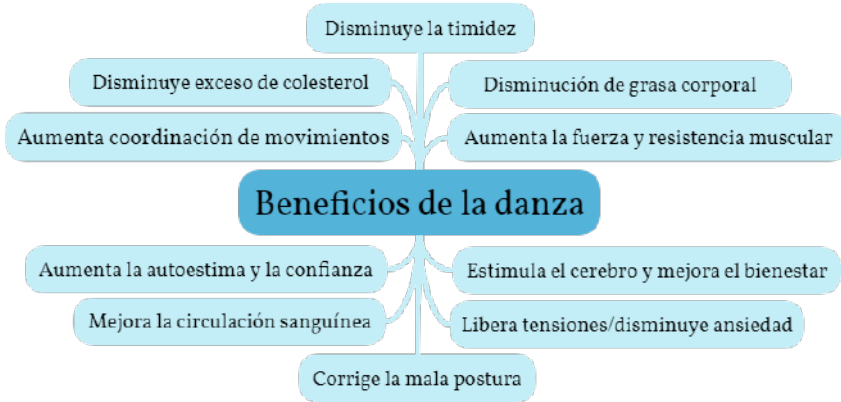 Disminuye la timidez
Disminuye exceso de colesterol
Disminución de grasa corporal
Aumenta coordinación de movimientos
Aumenta la fuerza y resistencia muscular
Beneficios de la danza
Aumenta la autoestima y la confianza
Estimula el cerebro y mejora el bienestar
Mejora la circulación sanguínea
Libera tensiones/disminuye ansiedad
Corrige la mala postura